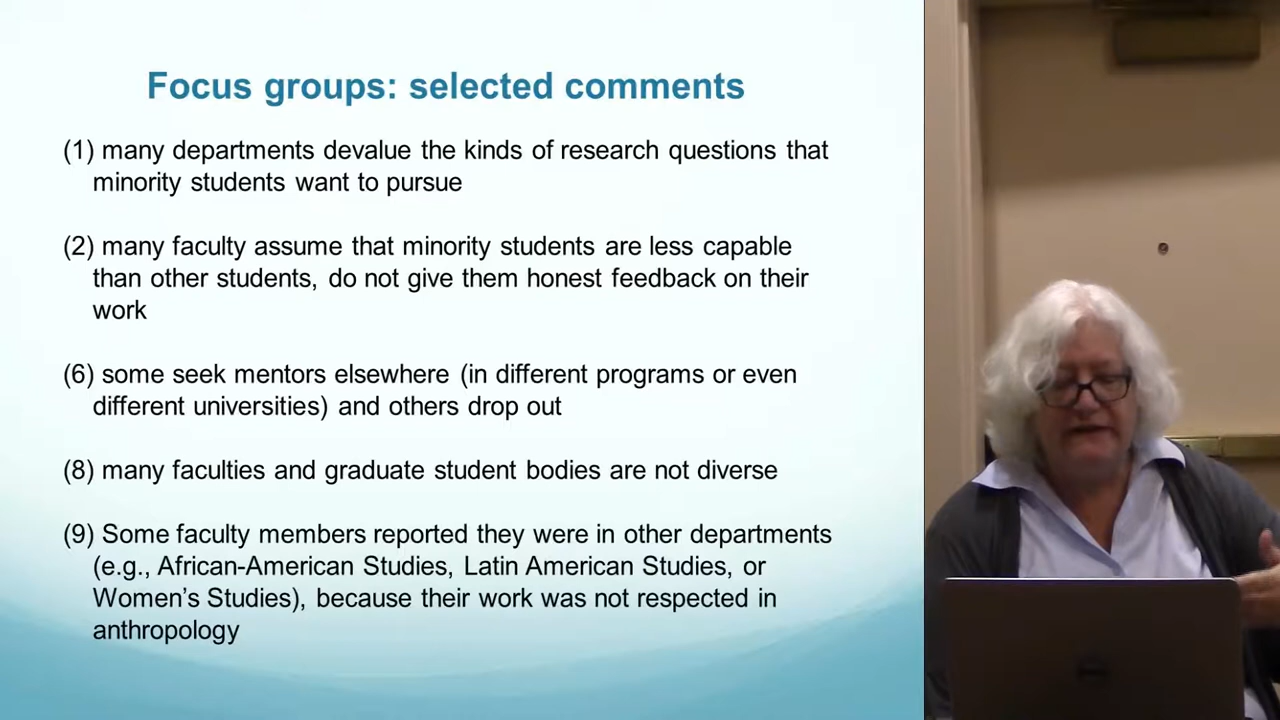 Focus groups: selected comments
(1) many departments devalue the kinds of research questions that
minority students want to pursue
(2) many faculty assume that minority students are less capable
than other students, do not give them honest feedback on their
work
(6) some seek mentors elsewhere (in different programs or even
different universities) and others drop out
(8) many faculties and graduate student bodies are not diverse
(9) Some faculty members reported they were in other departments
(e.g., African-American Studies, Latin American Studies, or
Women's Studies), because their work was not respected in
anthropology